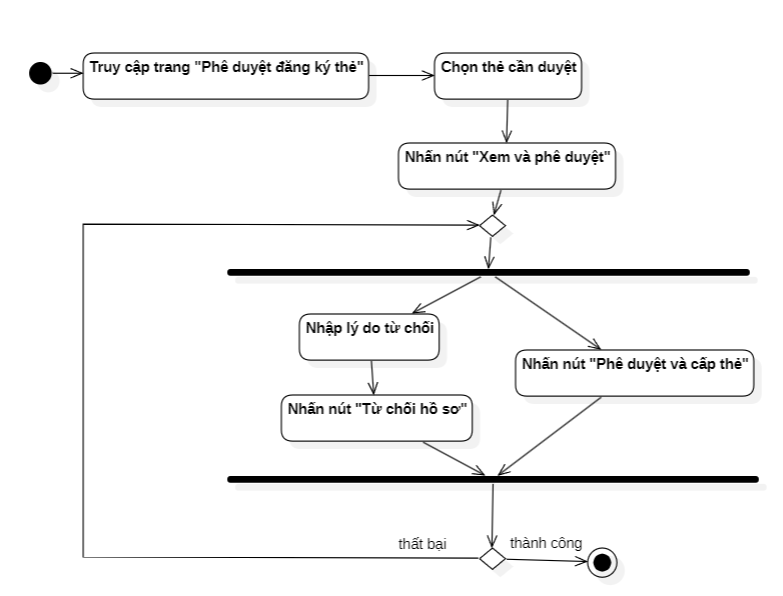 Truy cập trang "Phê duyệt đăng ký thẻ"
Chọn thẻ cần duyệt
Nhấn nút "Xem và phê duyệt"
Nhập lý do từ chối
Nhấn nút "Phê duyệt và cấp thẻ"
Nhấn nút "Từ chối hồ sơ"
thất bại
thành công